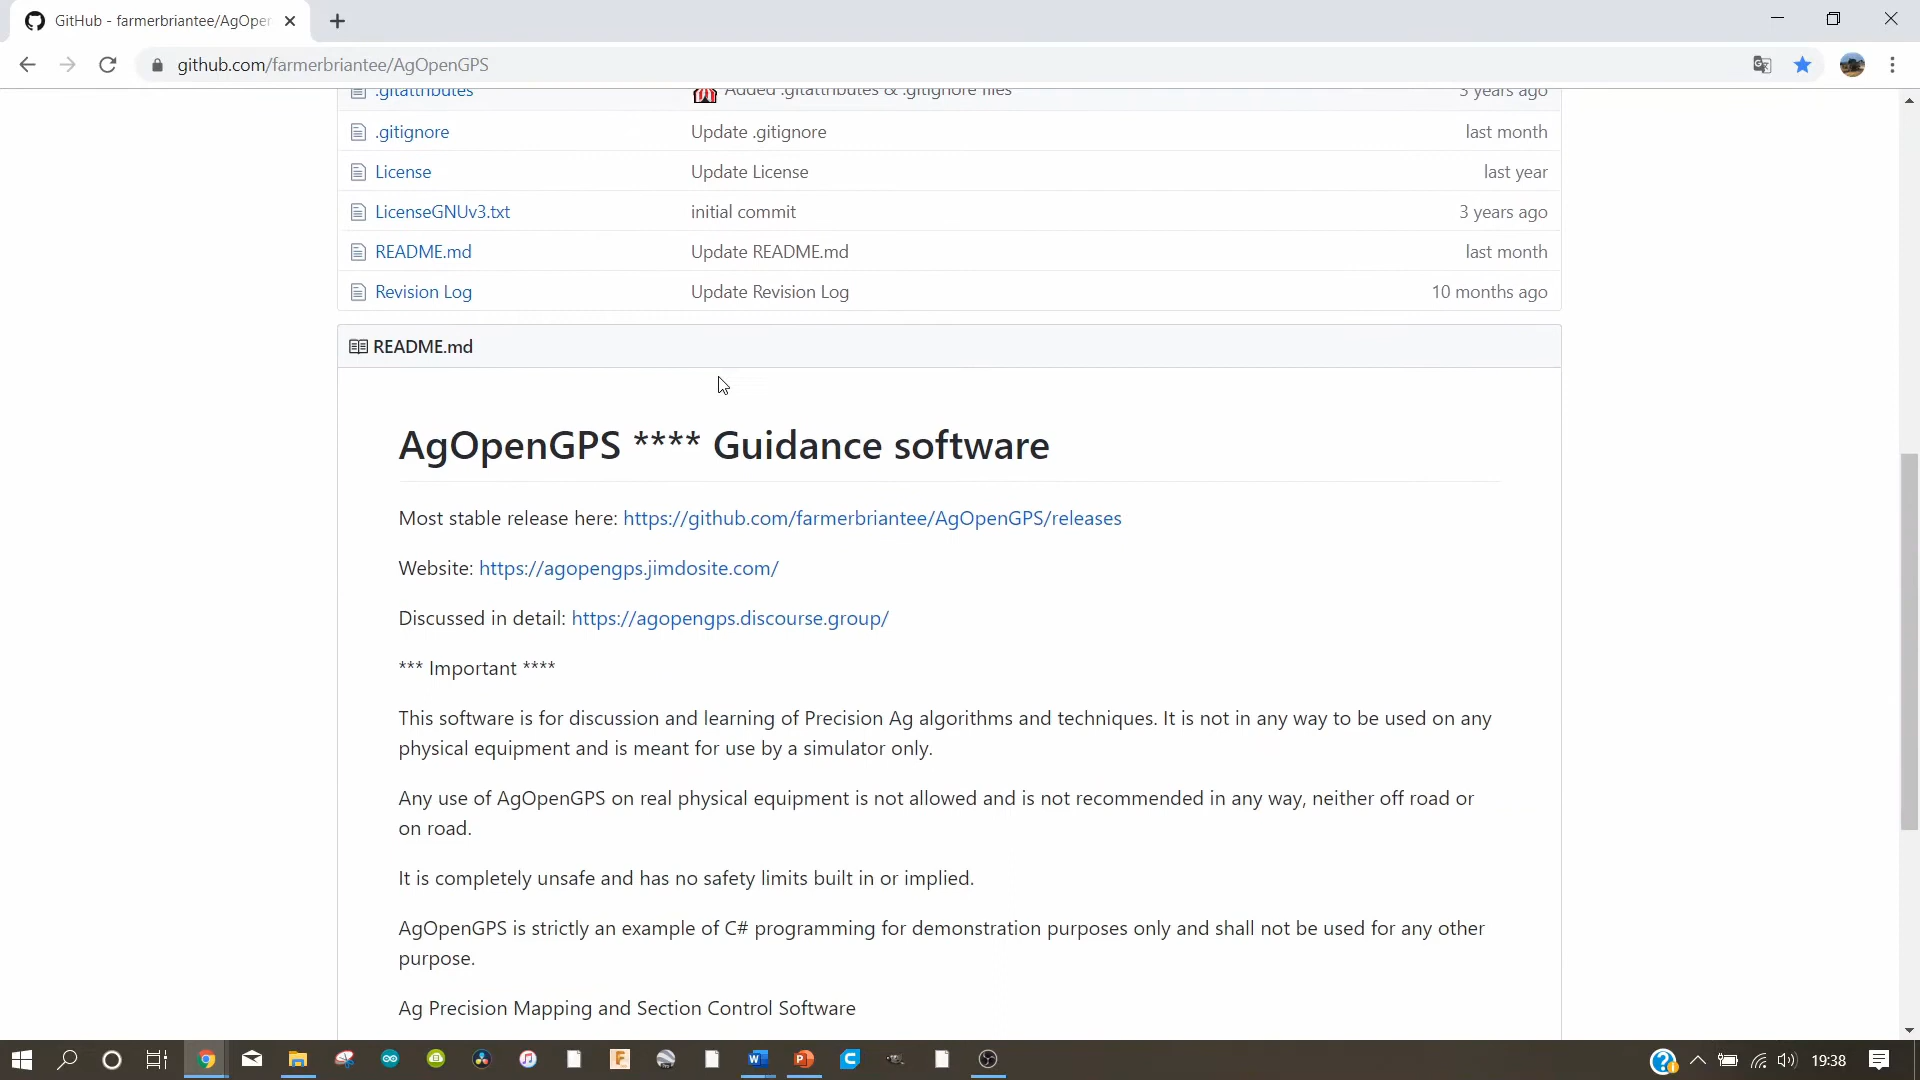 GitHub - farmerbriantee/AgOper
github.com/farmerbriantee/AgOpenGPS
.gitattributes Added .gitattributes & .gitignore files 3 years ago
.gitignore Update .gitignore last month
License Update License last year
LicenseGNUv3.txt initial commit 3 years ago
README.md Update README.md last month
Revision Log Update Revision Log 10 months ago
README.md
AgOpenGPS **** Guidance software
Most stable release here: https://github.com/farmerbriantee/AgOpenGPS/releases
Website: https://agopengps.jimdosite.com/
Discussed in detail: https://agopengps.discourse.group/
*** Important ****
This software is for discussion and learning of Precision Ag algorithms and techniques. It is not in any way to be used on any
physical equipment and is meant for use by a simulator only.
Any use of AgOpenGPS on real physical equipment is not allowed and is not recommended in any way, neither off road or
on road.
It is completely unsafe and has no safety limits built in or implied.
AgOpenGPS is strictly an example of C# programming for demonstration purposes only and shall not be used for any other
purpose.
Ag Precision Mapping and Section Control Software
19:38